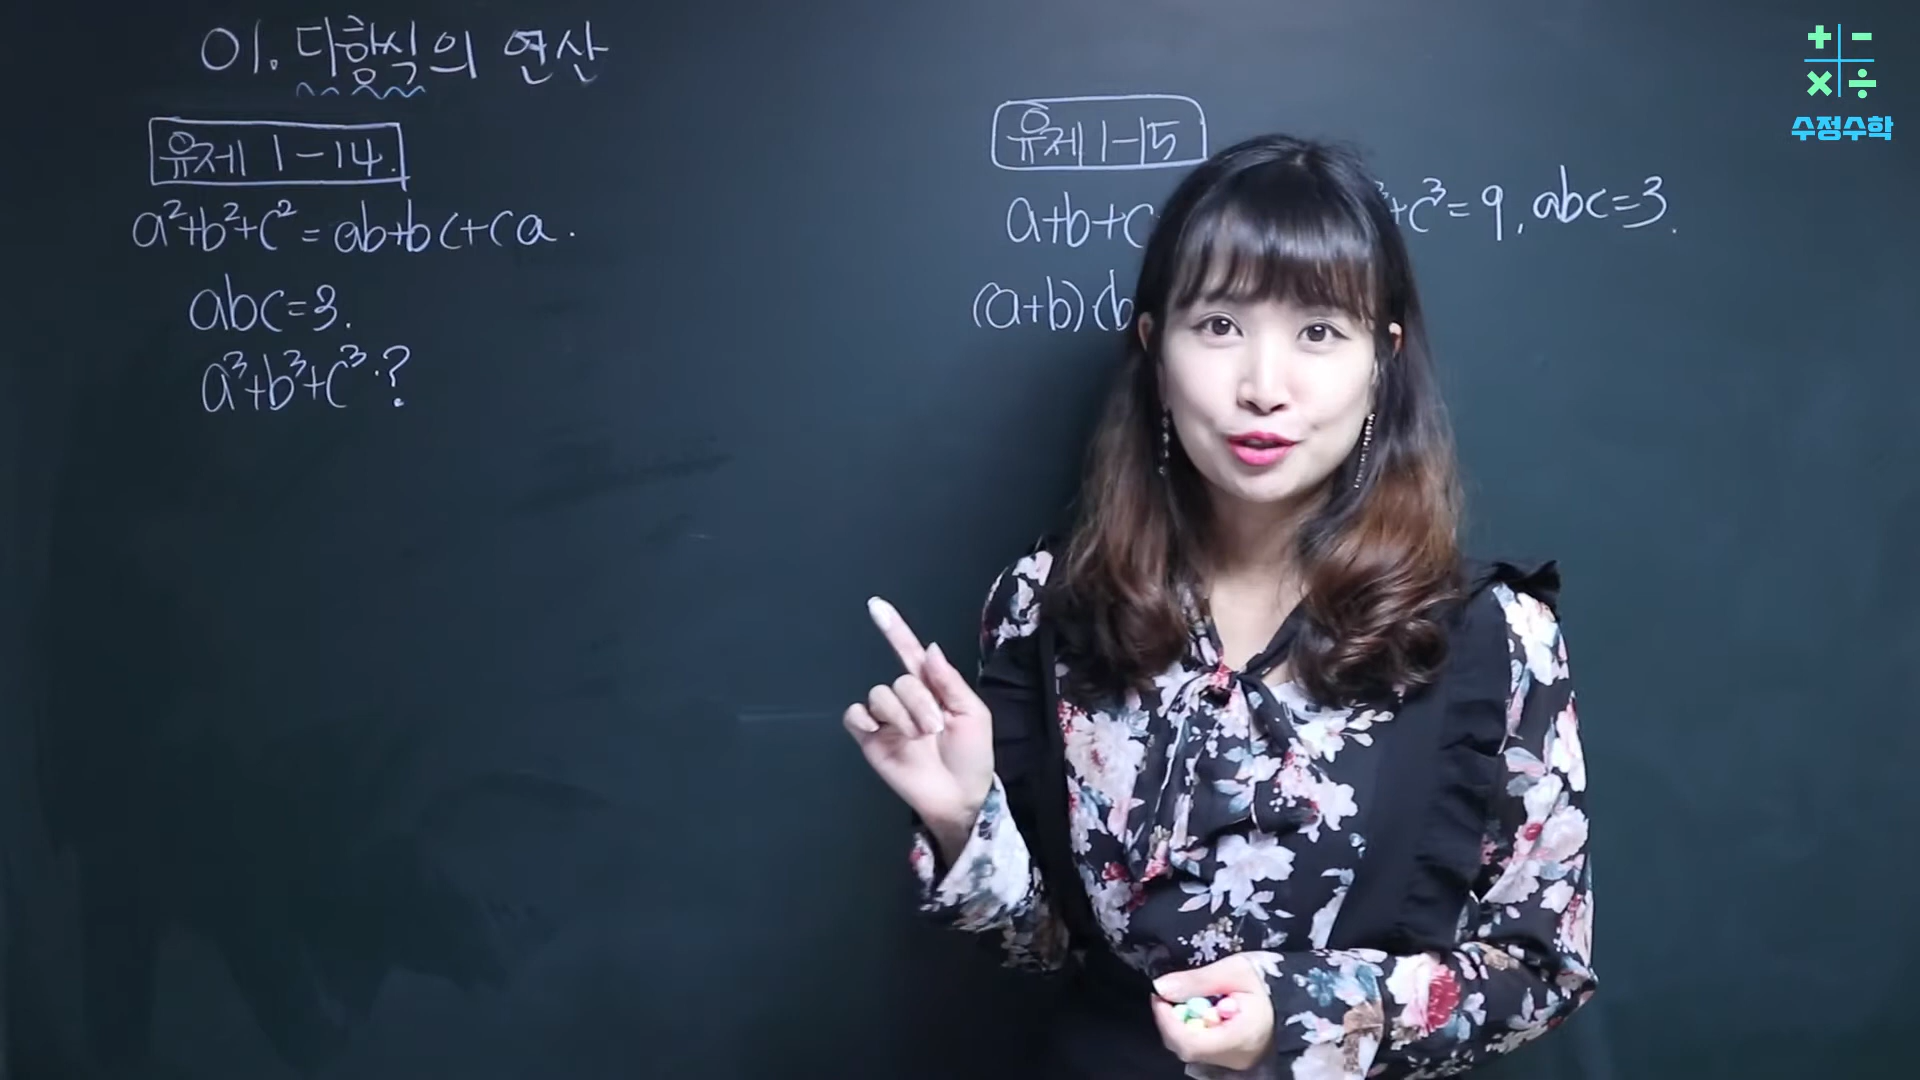 01. 다항식의 연산
유제 1-14.
a²+b²+c²=ab+bc+ca.
abc=3.
a³+b³+c³?
유제 1-15
a+b+c
+c³=9, abc=3.
(a+b)(b
+ −
× ÷
수정수학